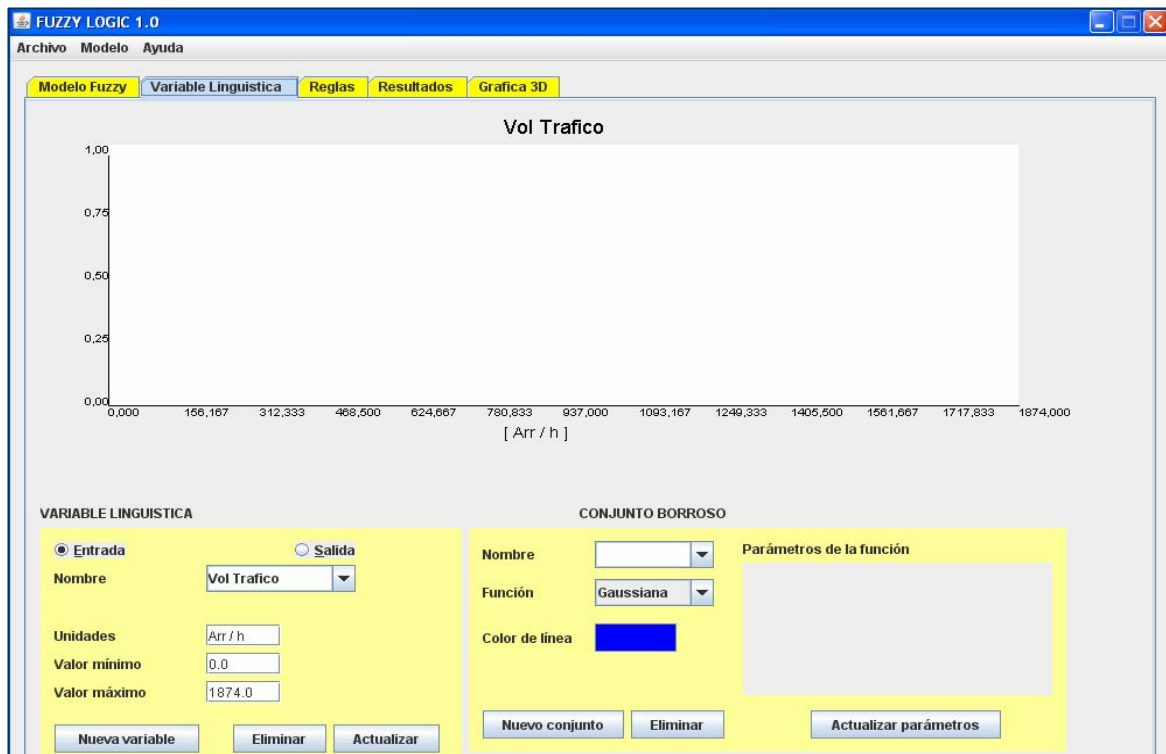 FUZZY LOGIC 1.0
Archivo Modelo Ayuda
Modelo Fuzzy Variable Linguistica Reglas Resultados Grafica 3D
Vol Trafico
1,00
0,75
0,50
0,25
0,00
0,000 156,167 312,333 468,500 624,667 780,833 937,000 1093,167 1249,333 1405,500 1561,667 1717,833 1874,000
[ Arr / h ]
VARIABLE LINGUISTICA
Entrada Salida
Nombre Vol Trafico
Unidades Arr / h
Valor mínimo 0.0
Valor máximo 1874.0
Nueva variable Eliminar Actualizar
CONJUNTO BORROSO
Nombre
Función Gaussiana
Color de línea
Parámetros de la función
Nuevo conjunto Eliminar Actualizar parámetros